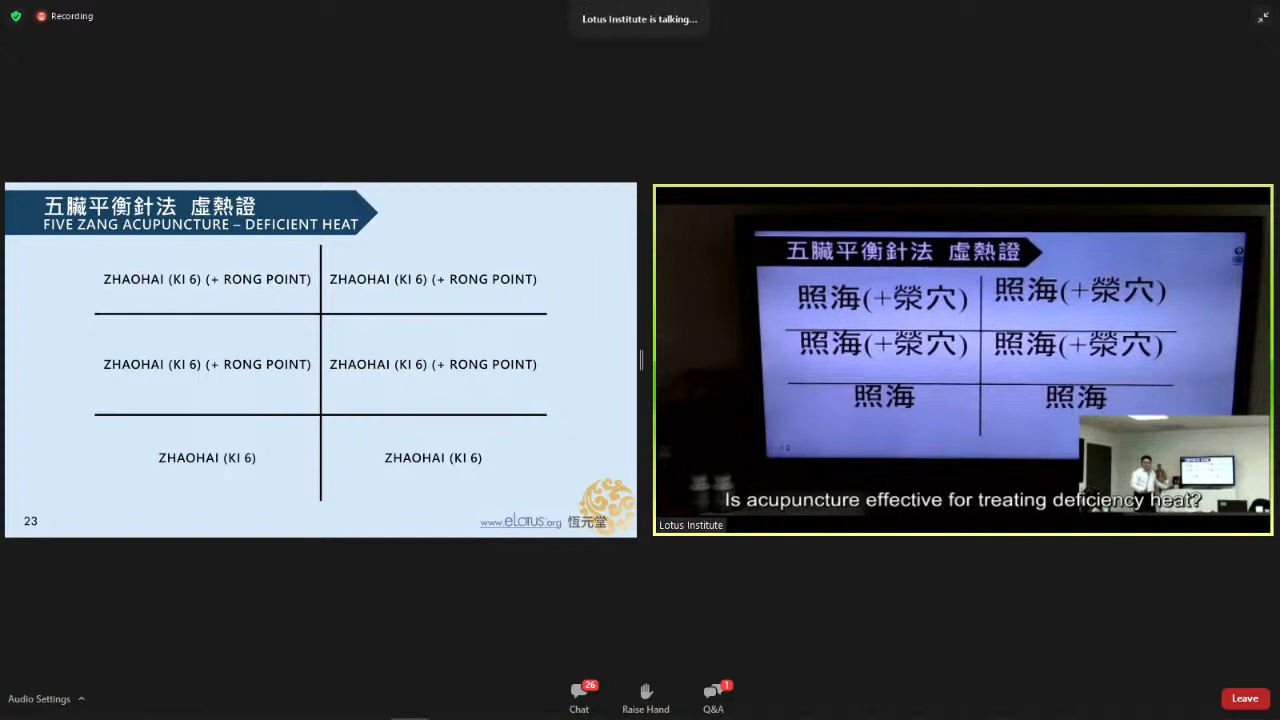 Recording
Lotus Institute is talking...
五臟平衡針法 虛熱證
FIVE ZANG ACUPUNCTURE – DEFICIENT HEAT
ZHAOHAI (KI 6) (+ RONG POINT)
ZHAOHAI (KI 6) (+ RONG POINT)
ZHAOHAI (KI 6) (+ RONG POINT)
ZHAOHAI (KI 6) (+ RONG POINT)
ZHAOHAI (KI 6)
ZHAOHAI (KI 6)
23
www.eLotus.org 恆元堂
五臟平衡針法 虛熱證
照海(+滎穴)
照海(+滎穴)
照海(+滎穴)
照海(+滎穴)
照海
照海
Is acupuncture effective for treating deficiency heat?
Lotus Institute
Audio Settings
26
Chat
Raise Hand
1
Q&A
Leave